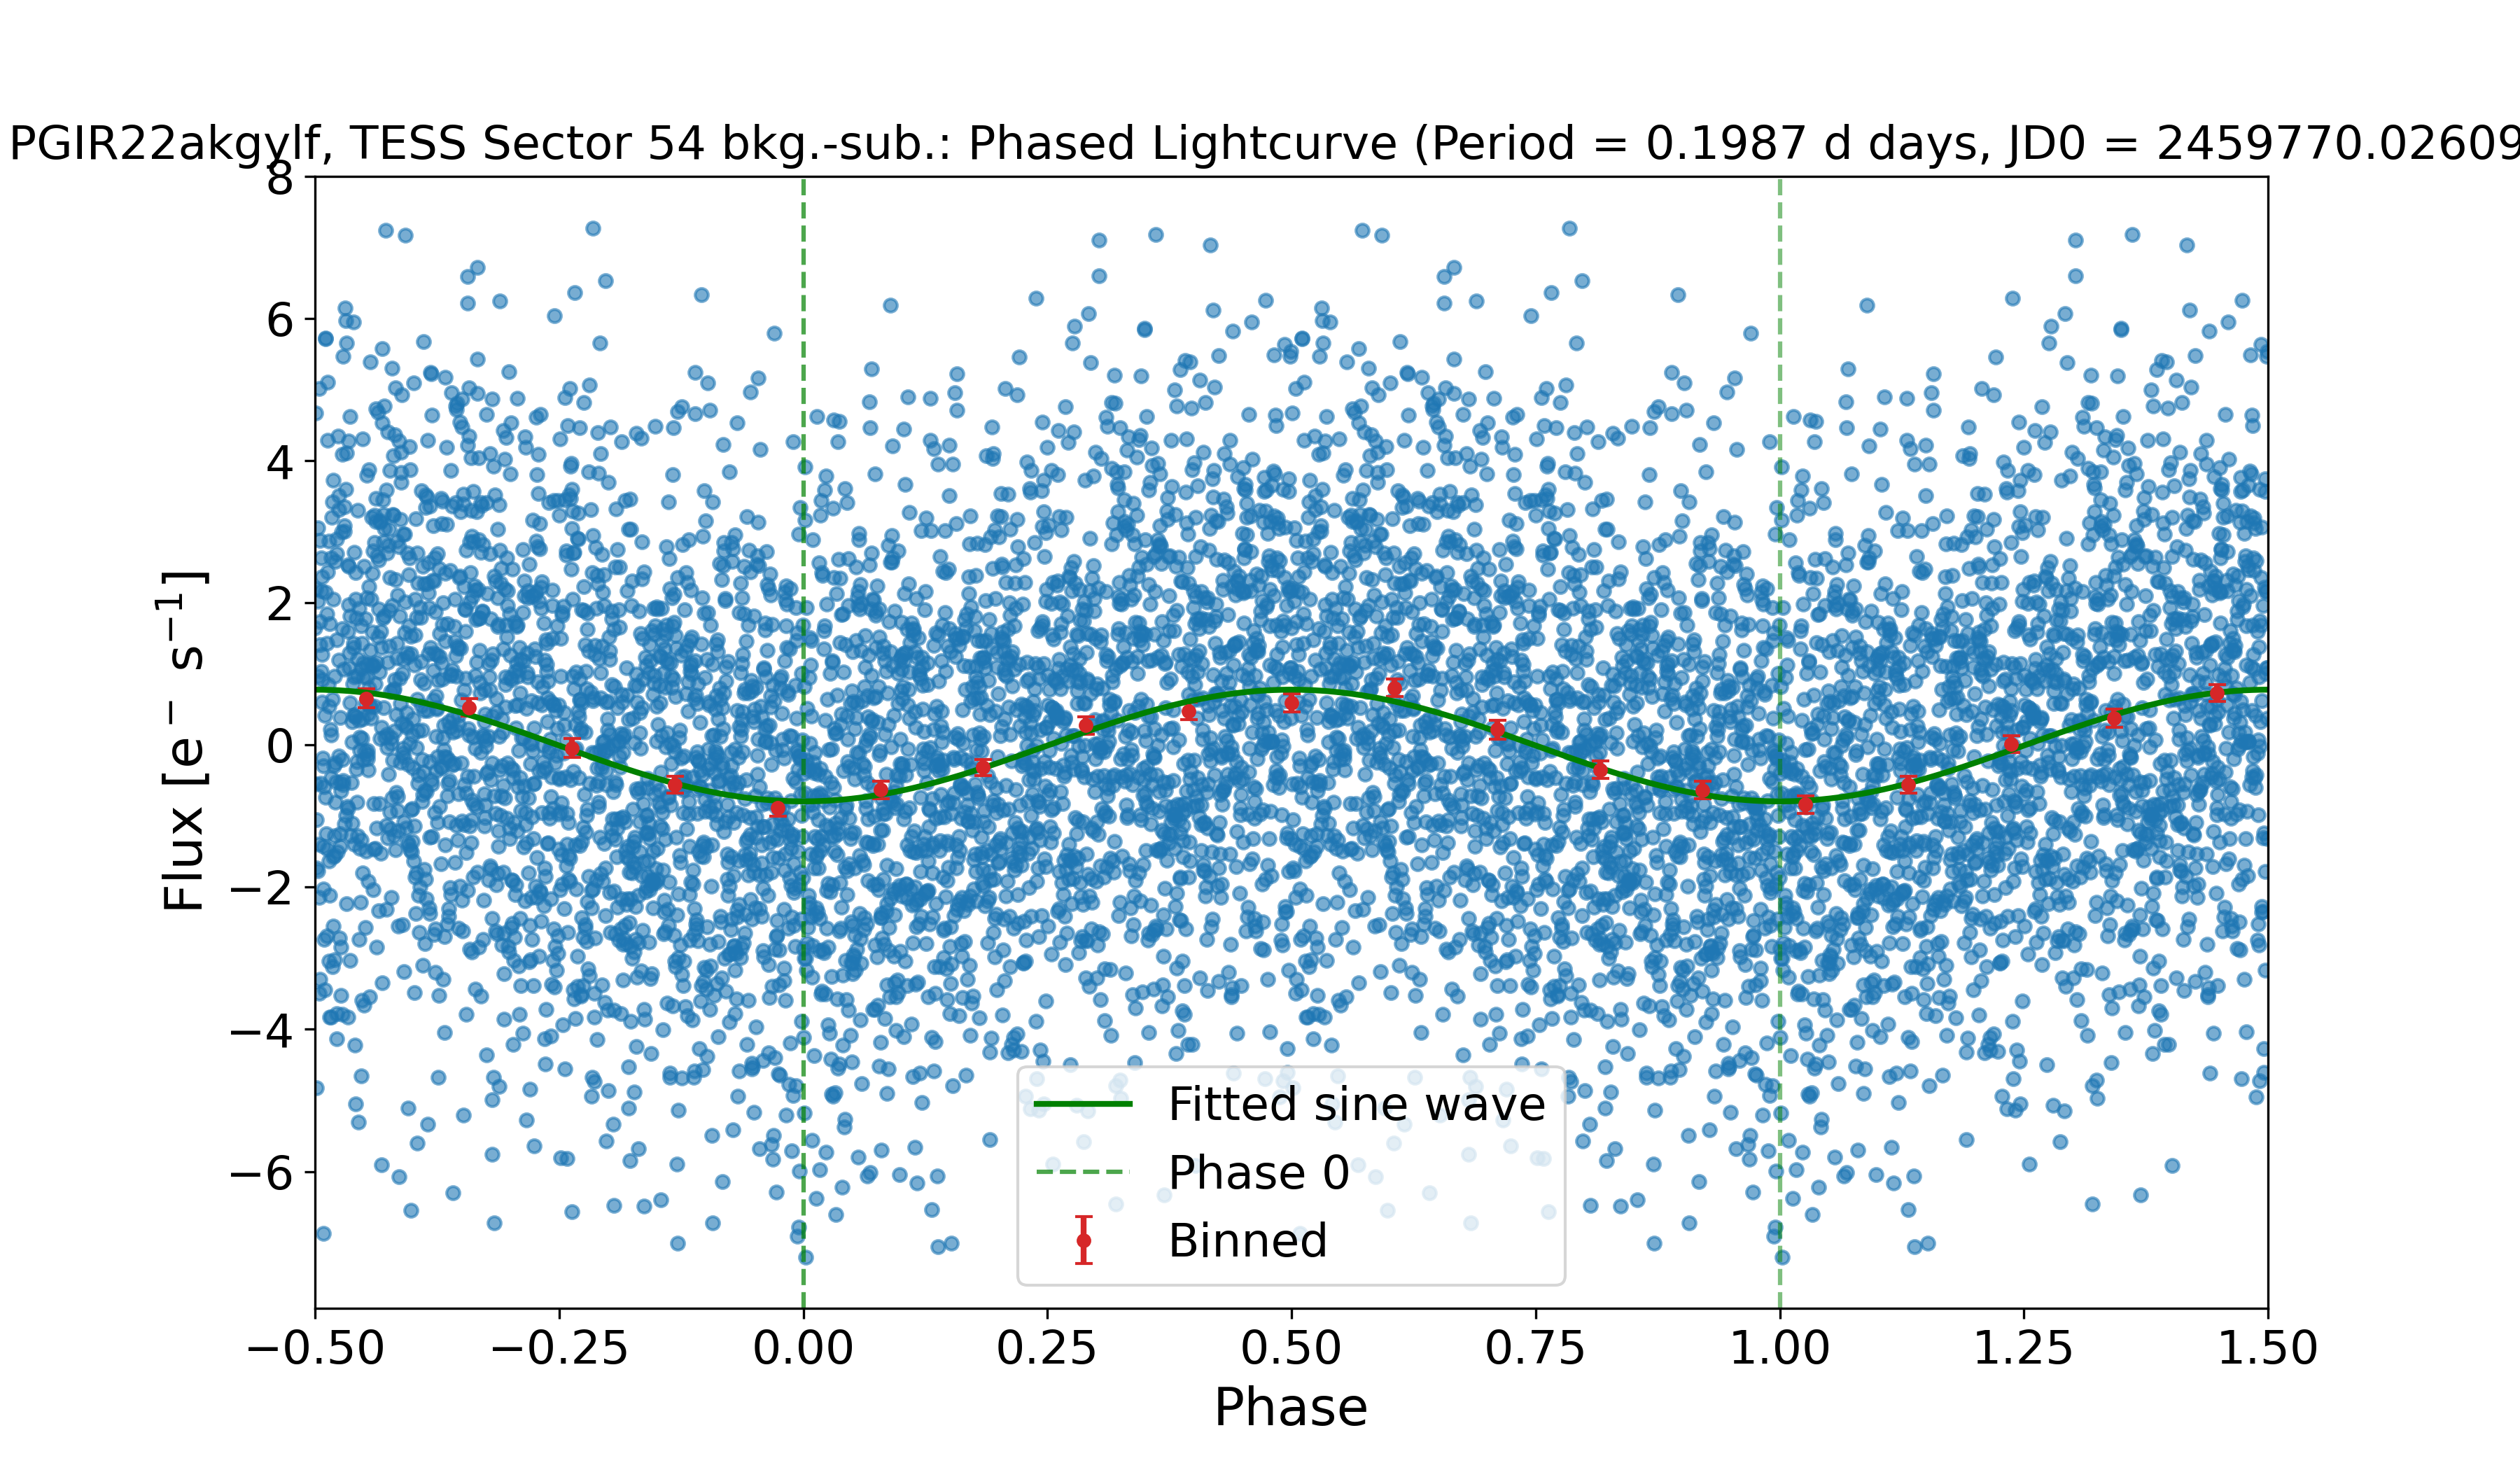 PGIR22akgylf, TESS Sector 54 bkg.-sub.: Phased Lightcurve (Period = 0.1987 d days, JD0 = 2459770.02609
8
6
4
2
0
−2
−4
−6
Flux [e⁻ s⁻¹]
Fitted sine wave
Phase 0
Binned
−0.50 −0.25 0.00 0.25 0.50 0.75 1.00 1.25 1.50
Phase